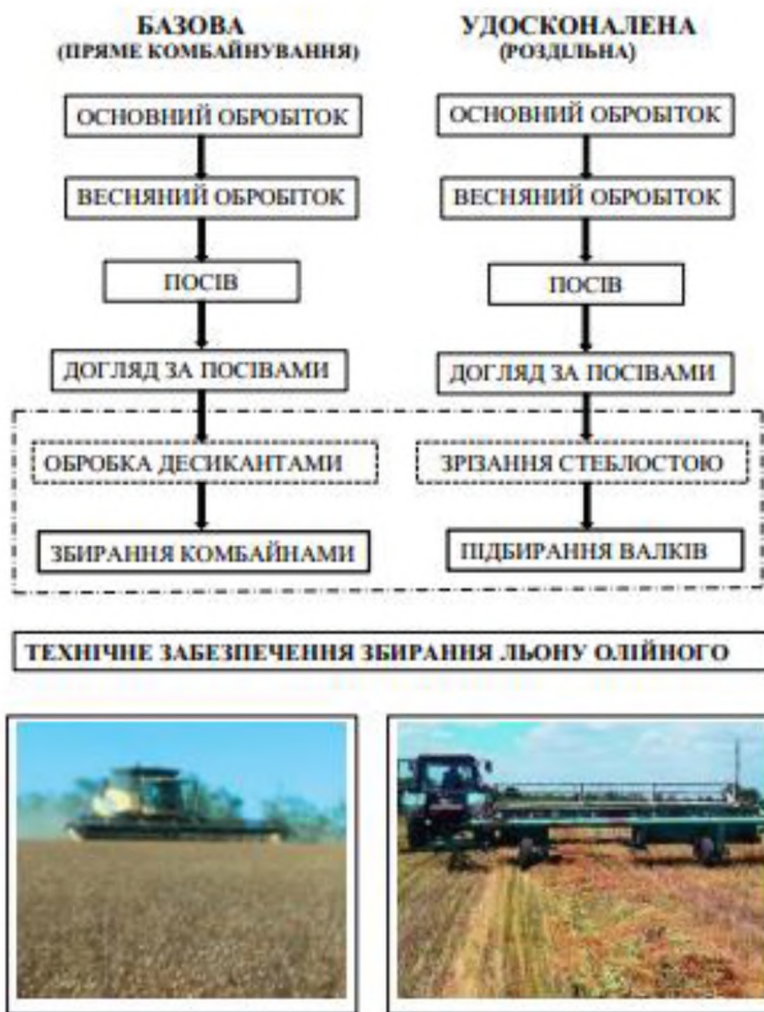 БАЗОВА
(ПРЯМЕ КОМБАЙНУВАННЯ)
ОСНОВНИЙ ОБРОБІТОК
ВЕСНЯНИЙ ОБРОБІТОК
ПОСІВ
ДОГЛЯД ЗА ПОСІВАМИ
ОБРОБКА ДЕСИКАНТАМИ
ЗБИРАННЯ КОМБАЙНАМИ
УДОСКОНАЛЕНА
(РОЗДІЛЬНА)
ОСНОВНИЙ ОБРОБІТОК
ВЕСНЯНИЙ ОБРОБІТОК
ПОСІВ
ДОГЛЯД ЗА ПОСІВАМИ
ЗРІЗАННЯ СТЕБЛОСТОЮ
ПІДБИРАННЯ ВАЛКІВ
ТЕХНІЧНЕ ЗАБЕЗПЕЧЕННЯ ЗБИРАННЯ ЛЬОНУ ОЛІЙНОГО